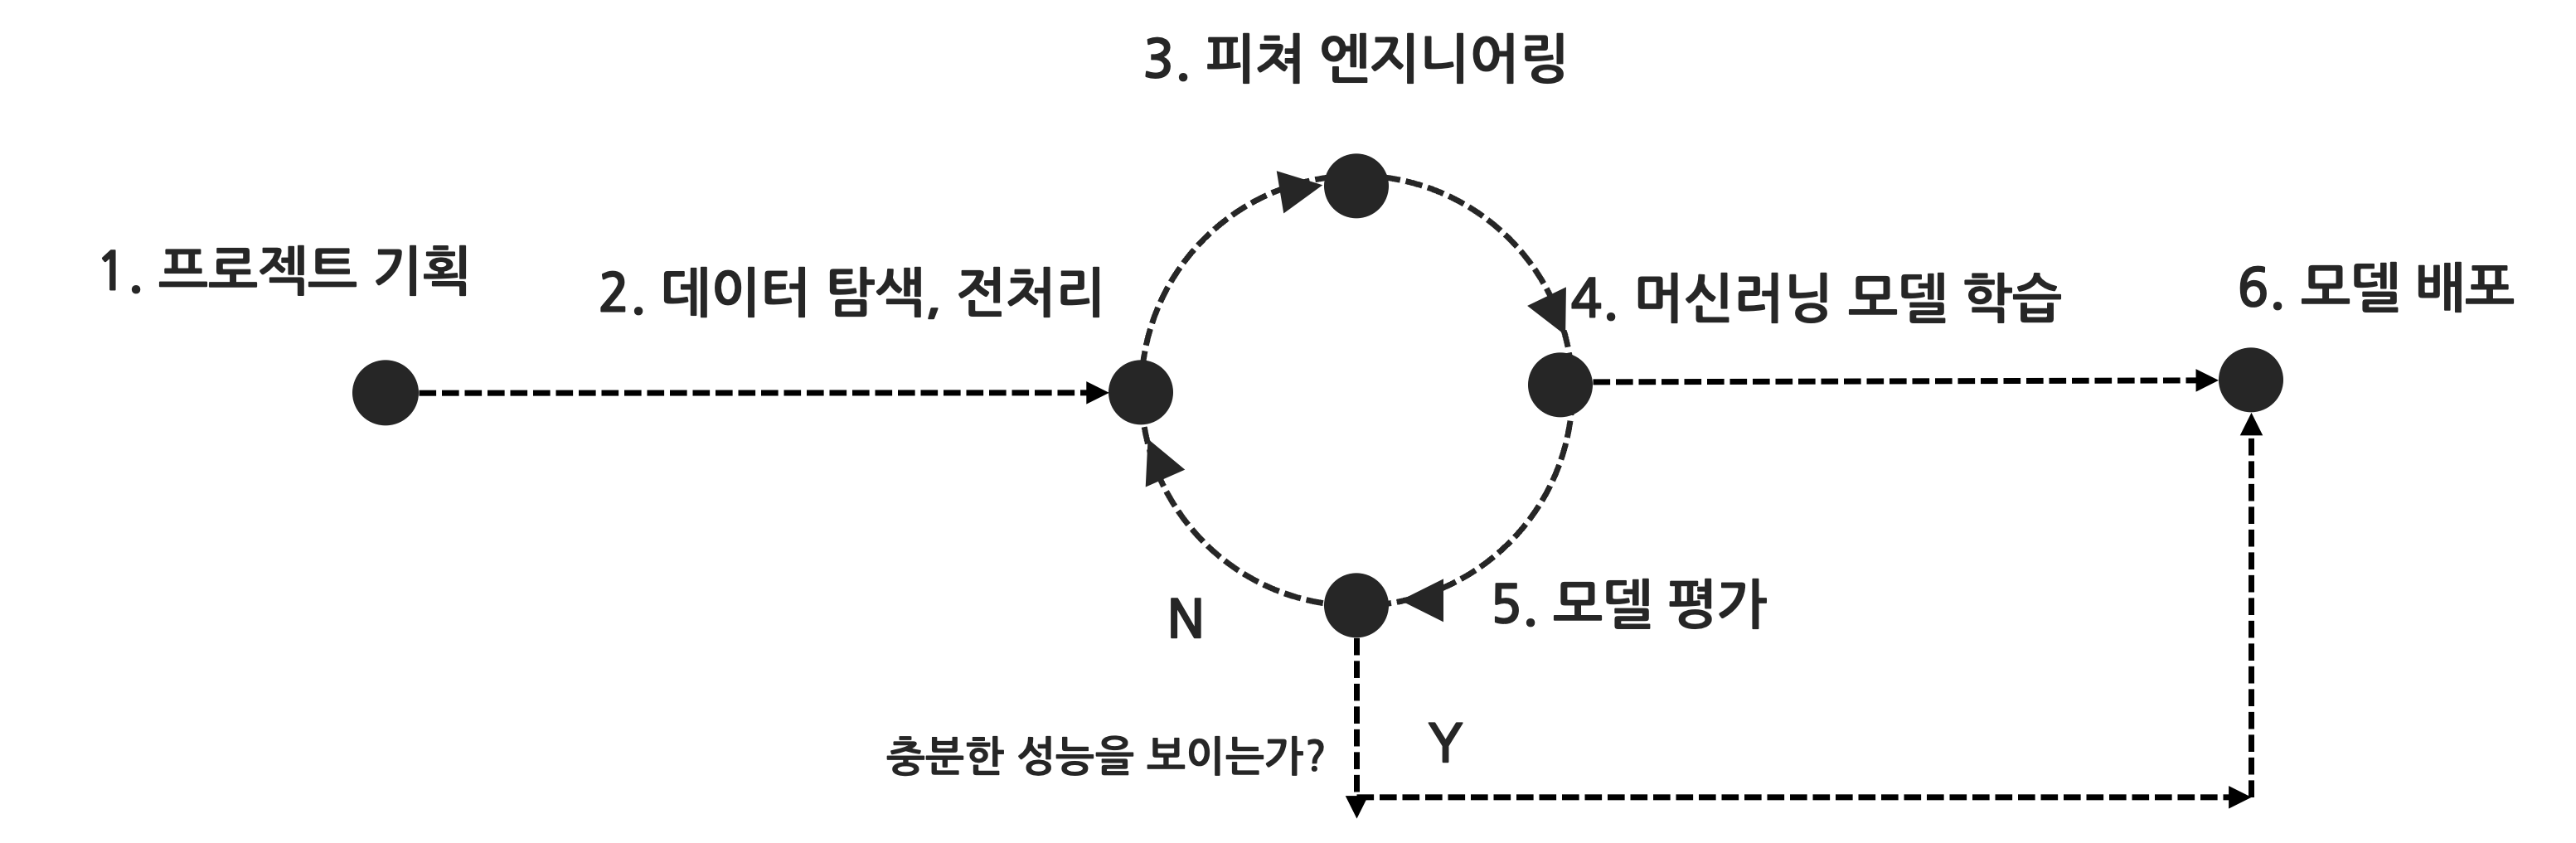 3. 피쳐 엔지니어링
1. 프로젝트 기획
2. 데이터 탐색, 전처리
4. 머신러닝 모델 학습
6. 모델 배포
5. 모델 평가
N
Y
충분한 성능을 보이는가?